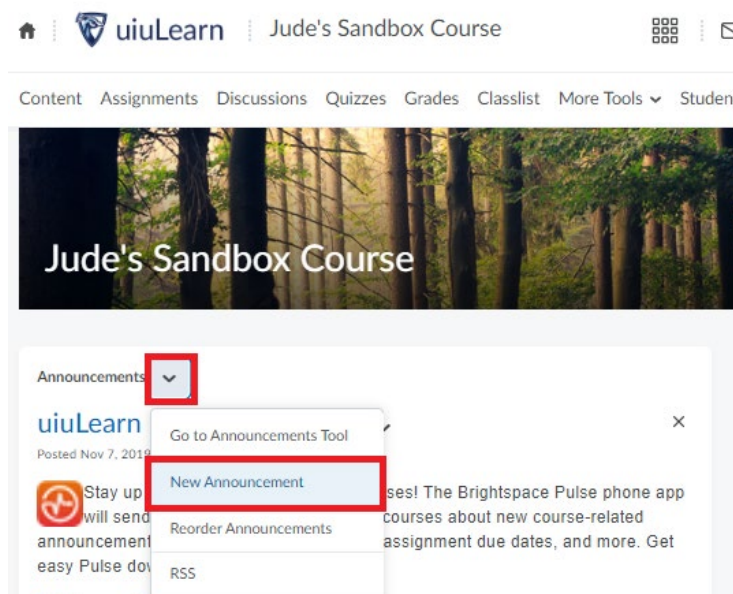 uiuLearn Jude's Sandbox Course
Content Assignments Discussions Quizzes Grades Classlist More Tools
Jude's Sandbox Course
Announcements
uiuLearn
Posted Nov 7, 2019
Go to Announcements Tool
New Announcement
Reorder Announcements
RSS
Stay up ses! The Brightspace Pulse phone app
will send courses about new course-related
announcement assignment due dates, and more. Get
easy Pulse